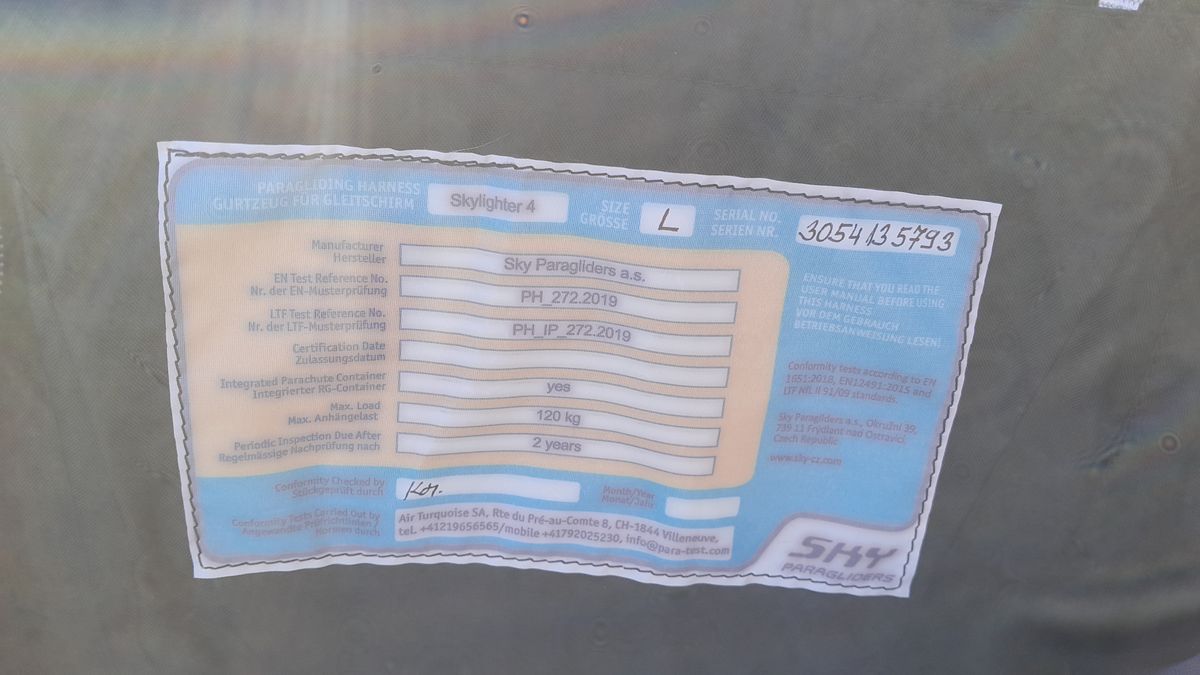 PARAGLIDING HARNESS
GURTZEUG FÜR GLEITSCHIRM
Skylighter 4
SIZE
GRÖSSE
L
SERIAL NO.
SERIEN NR.
3054135793
Manufacturer
Hersteller
Sky Paragliders a.s.
EN Test Reference No.
Nr. der EN-Musterprüfung
PH_272.2019
LTF Test Reference No.
Nr. der LTF-Musterprüfung
PH_IP_272.2019
Certification Date
Zulassungsdatum
Integrated Parachute Container
Integrierter RG-Container
yes
Max. Load
Max. Anhängelast
120 kg
Periodic Inspection Due After
Regelmässige Nachprüfung nach
2 years
ENSURE THAT YOU READ THE
USER MANUAL BEFORE USING
THIS HARNESS
VOR DEM GEBRAUCH
BETRIEBSANWEISUNG LESEN!
Conformity tests according to EN
1651:2018, EN12491:2015 and
LTF NfL II 91/09 standards.
Sky Paragliders a.s., Okružní 39,
739 11 Frýdlant nad Ostravicí,
Czech Republic
www.sky-cz.com
Conformity Checked by
Stückgeprüft durch
Month/Year
Monat/Jahr
Conformity Tests Carried Out by
Angewandte Prüfrichtlinien /
Normen durch
Air Turquoise SA, Rte du Pré-au-Comte 8, CH-1844 Villeneuve,
tel. +41219656565/mobile +41792025230, info@para-test.com
SKY
PARAGLIDERS